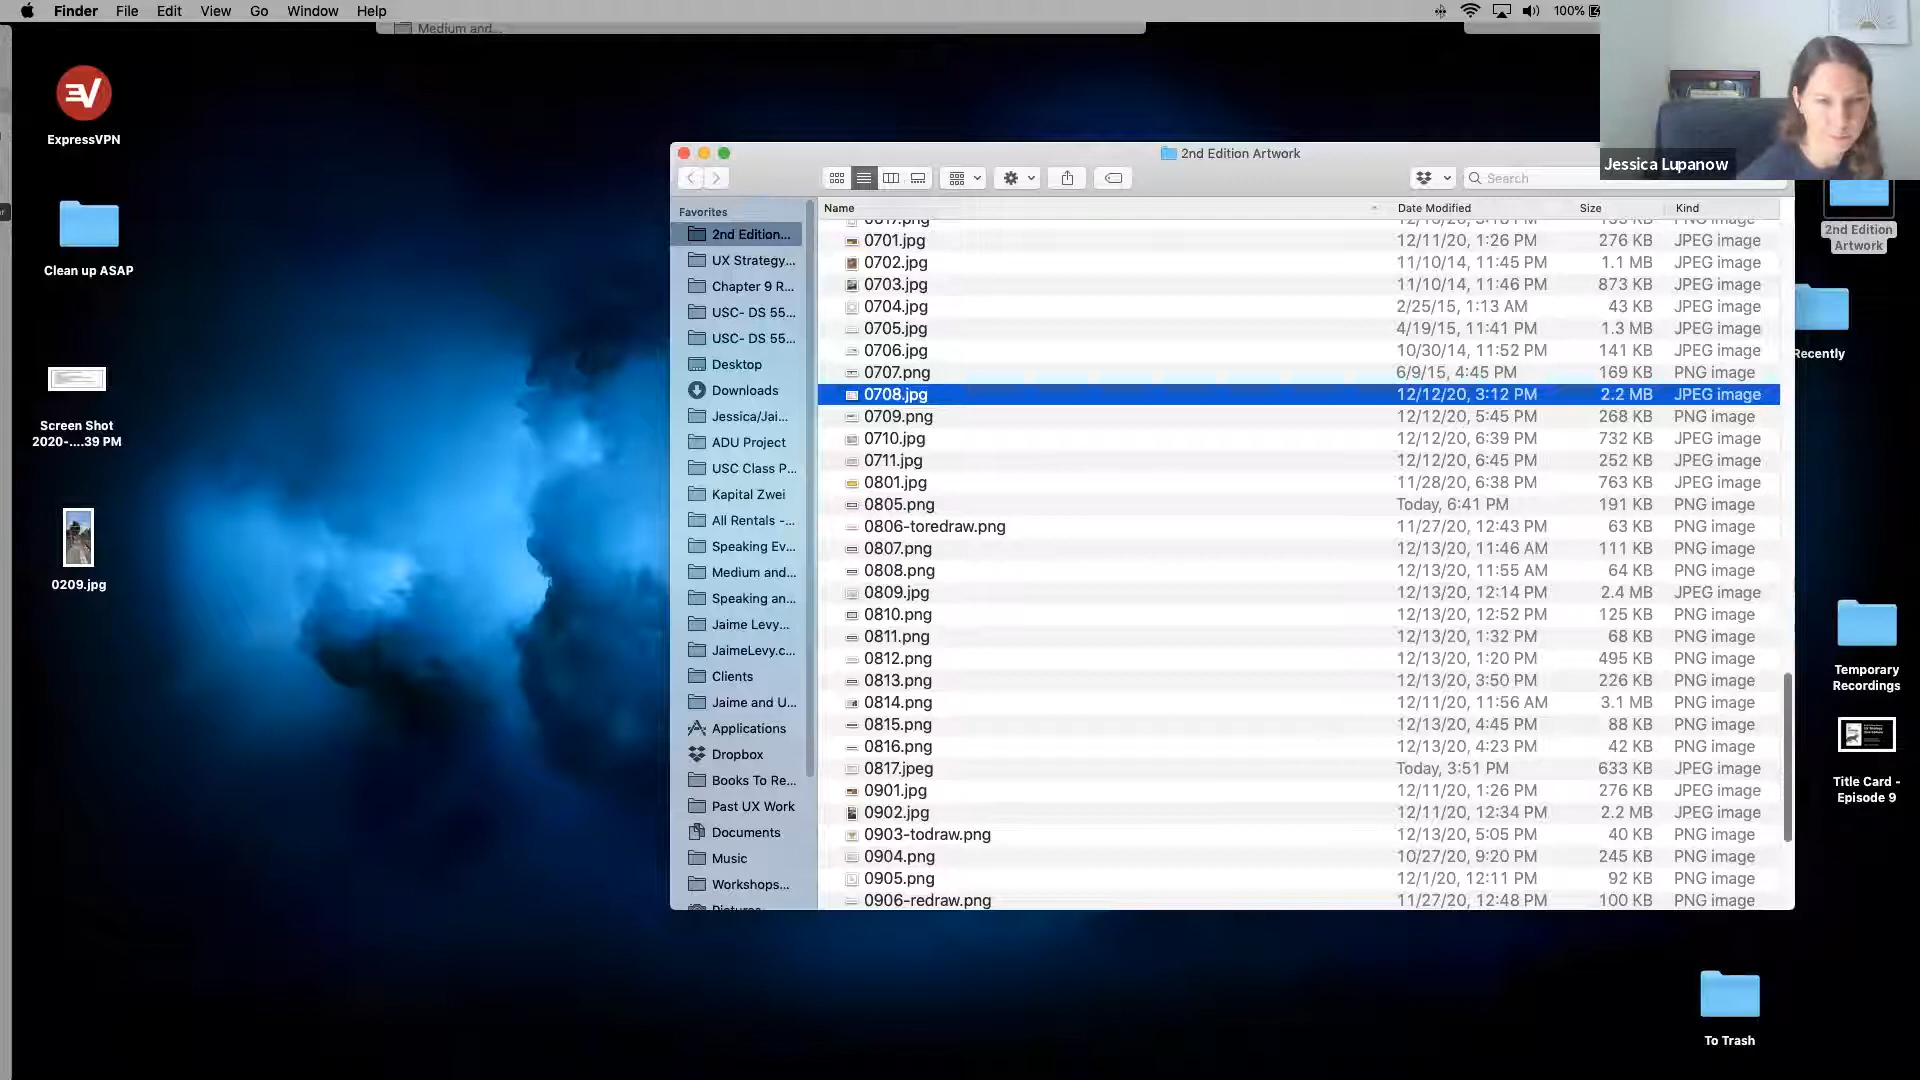 Finder File Edit View Go Window Help 100%
Medium and...
Jessica Lupanow
ExpressVPN
Clean up ASAP
Screen Shot
2020-....39 PM
0209.jpg
2nd Edition Artwork
Search
Favorites
2nd Edition...
UX Strategy...
Chapter 9 R...
USC- DS 55...
USC- DS 55...
Desktop
Downloads
Jessica/Jai...
ADU Project
USC Class P...
Kapital Zwei
All Rentals -...
Speaking Ev...
Medium and...
Speaking an...
Jaime Levy...
JaimeLevy.c...
Clients
Jaime and U...
Applications
Dropbox
Books To Re...
Past UX Work
Documents
Music
Workshops...
Name Date Modified Size Kind
0701.jpg 12/11/20, 1:26 PM 276 KB JPEG image
0702.jpg 11/10/14, 11:45 PM 1.1 MB JPEG image
0703.jpg 11/10/14, 11:46 PM 873 KB JPEG image
0704.jpg 2/25/15, 1:13 AM 43 KB JPEG image
0705.jpg 4/19/15, 11:41 PM 1.3 MB JPEG image
0706.jpg 10/30/14, 11:52 PM 141 KB JPEG image
0707.png 6/9/15, 4:45 PM 169 KB PNG image
0708.jpg 12/12/20, 3:12 PM 2.2 MB JPEG image
0709.png 12/12/20, 5:45 PM 268 KB PNG image
0710.jpg 12/12/20, 6:39 PM 732 KB JPEG image
0711.jpg 12/12/20, 6:45 PM 252 KB JPEG image
0801.jpg 11/28/20, 6:38 PM 763 KB JPEG image
0805.png Today, 6:41 PM 191 KB PNG image
0806-toredraw.png 11/27/20, 12:43 PM 63 KB PNG image
0807.png 12/13/20, 11:46 AM 111 KB PNG image
0808.png 12/13/20, 11:55 AM 64 KB PNG image
0809.jpg 12/13/20, 12:14 PM 2.4 MB JPEG image
0810.png 12/13/20, 12:52 PM 125 KB PNG image
0811.png 12/13/20, 1:32 PM 68 KB PNG image
0812.png 12/13/20, 1:20 PM 495 KB PNG image
0813.png 12/13/20, 3:50 PM 226 KB PNG image
0814.png 12/11/20, 11:56 AM 3.1 MB PNG image
0815.png 12/13/20, 4:45 PM 88 KB PNG image
0816.png 12/13/20, 4:23 PM 42 KB PNG image
0817.jpeg Today, 3:51 PM 633 KB JPEG image
0901.jpg 12/11/20, 1:26 PM 276 KB JPEG image
0902.jpg 12/11/20, 12:34 PM 2.2 MB JPEG image
0903-todraw.png 12/13/20, 5:05 PM 40 KB PNG image
0904.png 10/27/20, 9:20 PM 245 KB PNG image
0905.png 12/1/20, 12:11 PM 92 KB PNG image
0906-redraw.png 11/27/20, 12:48 PM 100 KB PNG image
2nd Edition
Artwork
Recently
Temporary
Recordings
Title Card -
Episode 9
To Trash